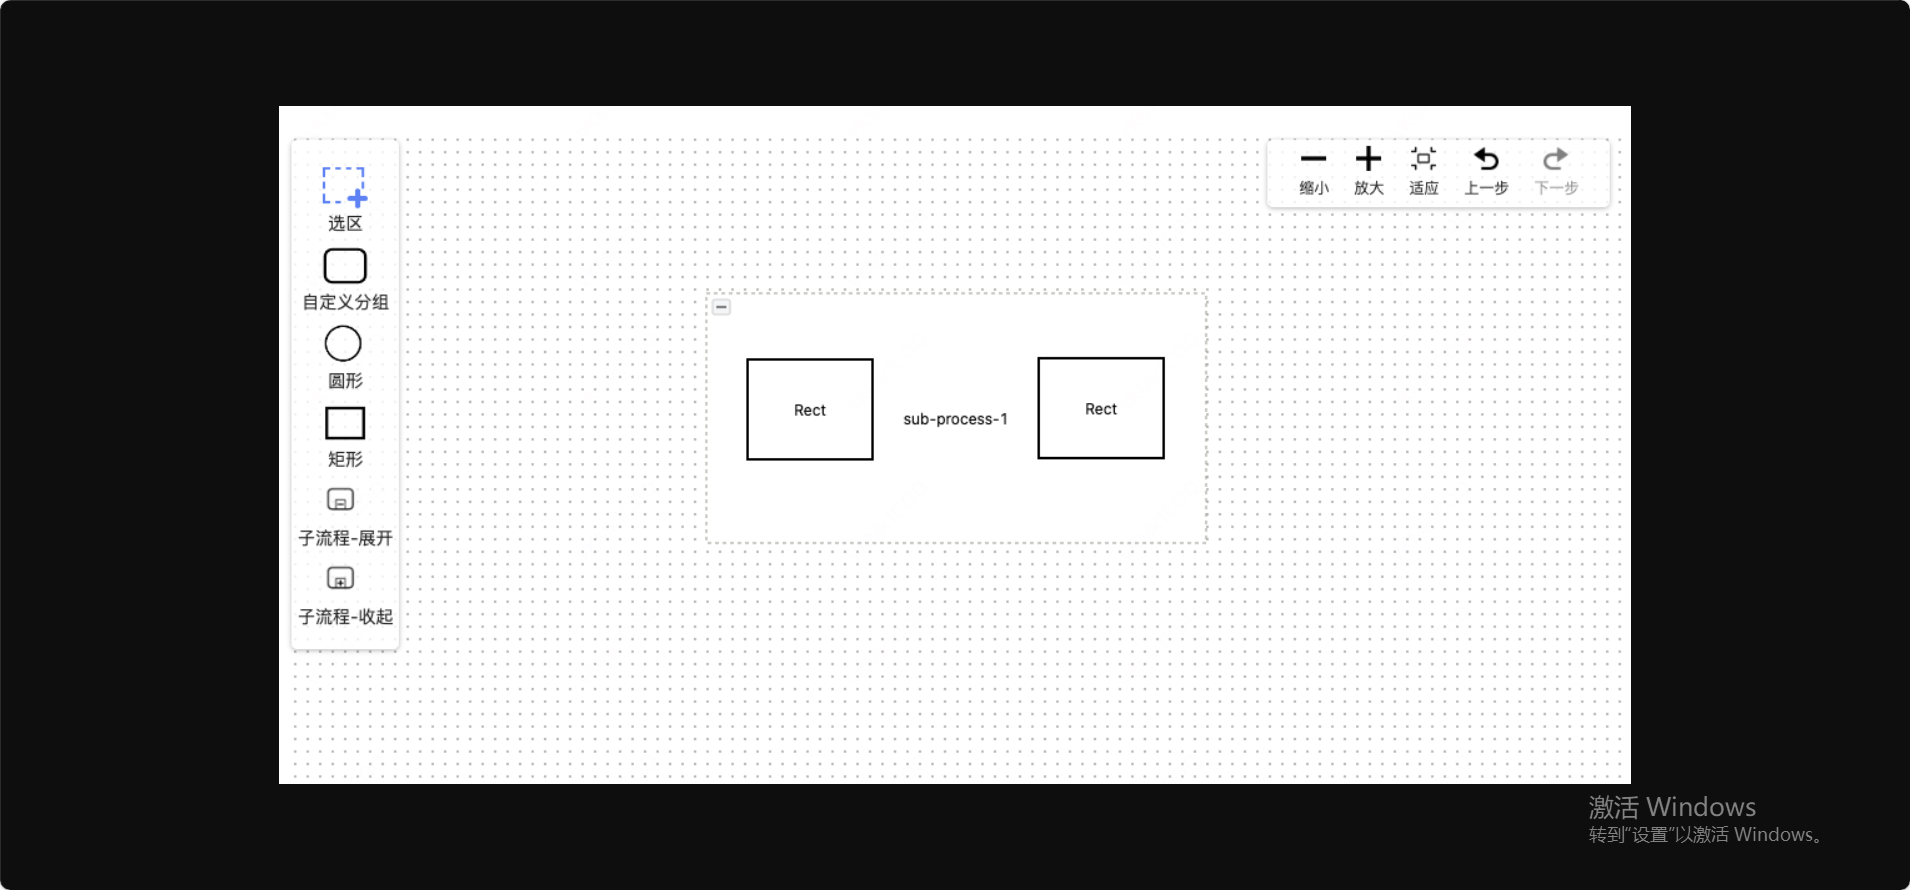 选区
自定义分组
圆形
矩形
子流程-展开
子流程-收起
缩小
放大
适应
上一步
下一步
Rect
sub-process-1
Rect
激活 Windows
转到"设置"以激活 Windows。